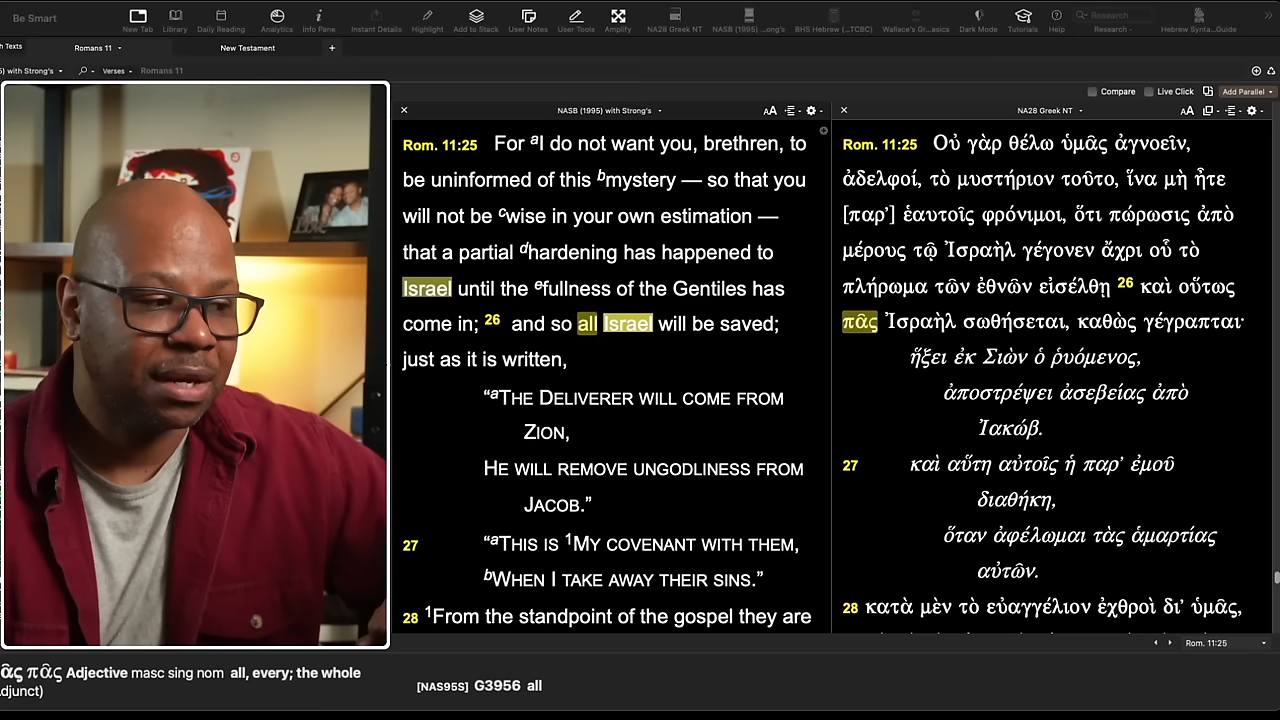 Be Smart
New Tab Library Daily Reading Analytics Info Pane Instant Details Highlight Add to Stack User Notes User Tools Amplify NA28 Greek NT NASB (1995) ...ong's BHS Hebrew (...TCBC) Wallace's Gr...asics Dark Mode Tutorials Help Research Research Hebrew Synta...Guide
h Texts Romans 11 New Testament +
5) with Strong's Verses Romans 11
Compare Live Click Add Parallel
NASB (1995) with Strong's
Rom. 11:25 For aI do not want you, brethren, to
be uninformed of this bmystery — so that you
will not be cwise in your own estimation —
that a partial dhardening has happened to
Israel until the efullness of the Gentiles has
come in; 26 and so all Israel will be saved;
just as it is written,
“aTHE DELIVERER WILL COME FROM
ZION,
HE WILL REMOVE UNGODLINESS FROM
JACOB.”
27 “aTHIS IS 1MY COVENANT WITH THEM,
bWHEN I TAKE AWAY THEIR SINS.”
28 1From the standpoint of the gospel they are
NA28 Greek NT
Rom. 11:25 Οὐ γὰρ θέλω ὑμᾶς ἀγνοεῖν,
ἀδελφοί, τὸ μυστήριον τοῦτο, ἵνα μὴ ἦτε
[παρ’] ἑαυτοῖς φρόνιμοι, ὅτι πώρωσις ἀπὸ
μέρους τῷ Ἰσραὴλ γέγονεν ἄχρι οὗ τὸ
πλήρωμα τῶν ἐθνῶν εἰσέλθῃ 26 καὶ οὕτως
πᾶς Ἰσραὴλ σωθήσεται, καθὼς γέγραπται·
ἥξει ἐκ Σιὼν ὁ ῥυόμενος,
ἀποστρέψει ἀσεβείας ἀπὸ
Ἰακώβ.
27 καὶ αὕτη αὐτοῖς ἡ παρ’ ἐμοῦ
διαθήκη,
ὅταν ἀφέλωμαι τὰς ἁμαρτίας
αὐτῶν.
28 κατὰ μὲν τὸ εὐαγγέλιον ἐχθροὶ δι’ ὑμᾶς,
Rom. 11:25
ᾶς πᾶς Adjective masc sing nom all, every; the whole
djunct)
[NAS95S] G3956 all